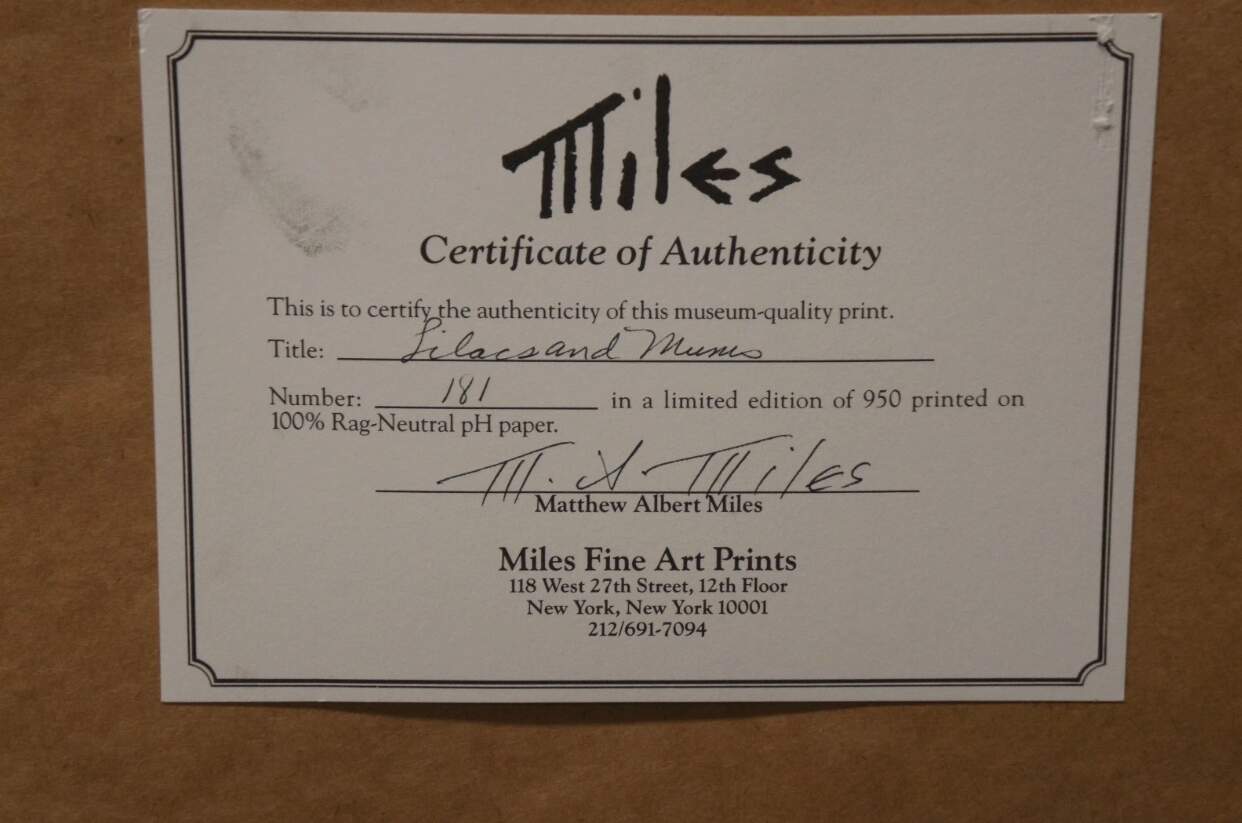 Miles
Certificate of Authenticity
This is to certify the authenticity of this museum-quality print.
Title: Lilacs and Mums
Number: 181 in a limited edition of 950 printed on
100% Rag-Neutral pH paper.
M. A. Miles
Matthew Albert Miles
Miles Fine Art Prints
118 West 27th Street, 12th Floor
New York, New York 10001
212/691-7094